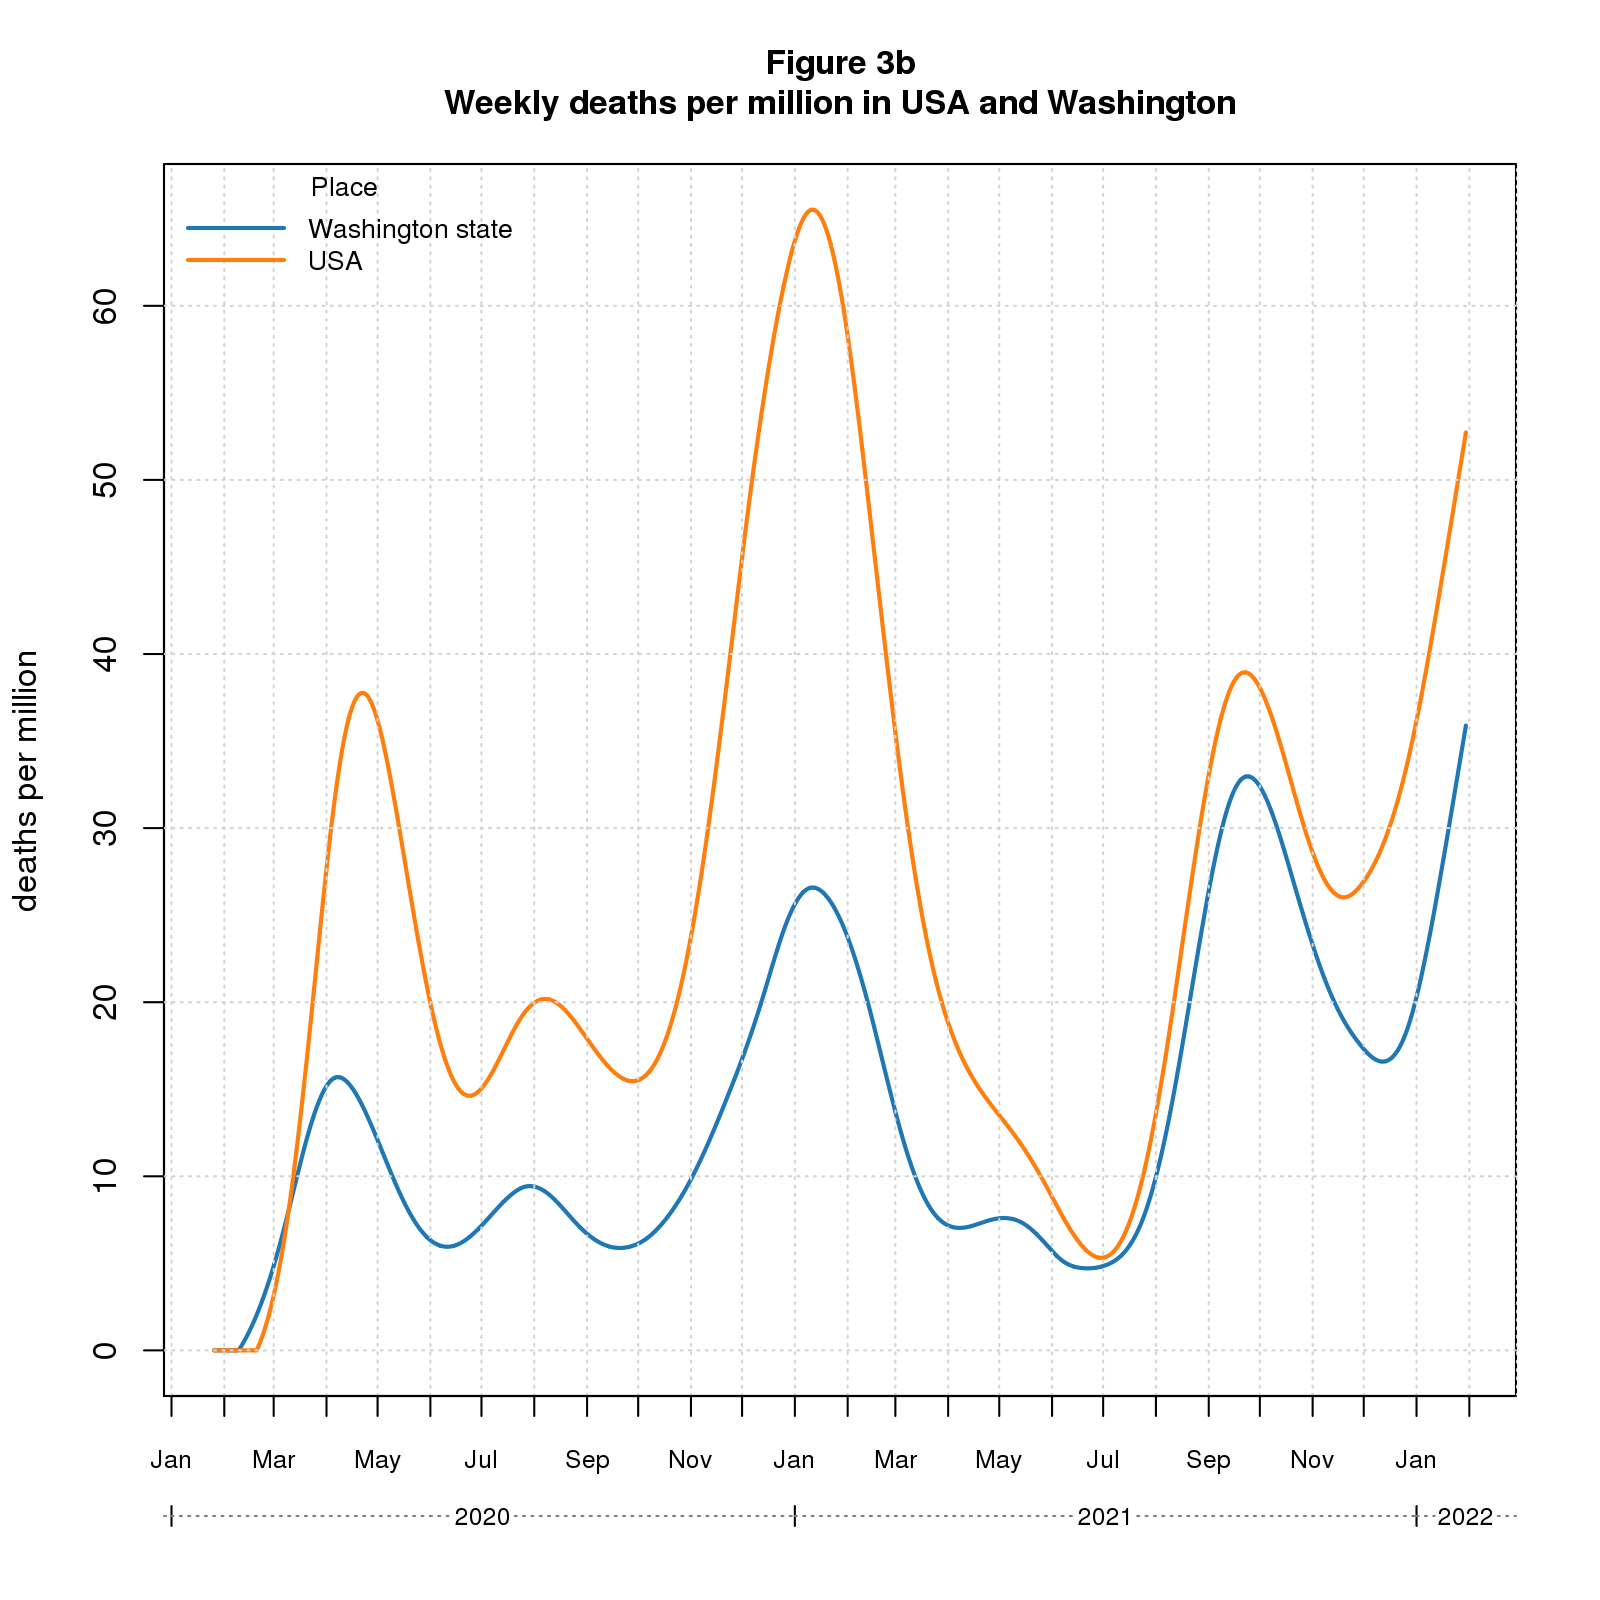 Figure 3b
Weekly deaths per million in USA and Washington
Place
Washington state
USA
deaths per million
60
50
40
30
20
10
0
Jan Mar May Jul Sep Nov Jan Mar May Jul Sep Nov Jan
2020 2021 2022